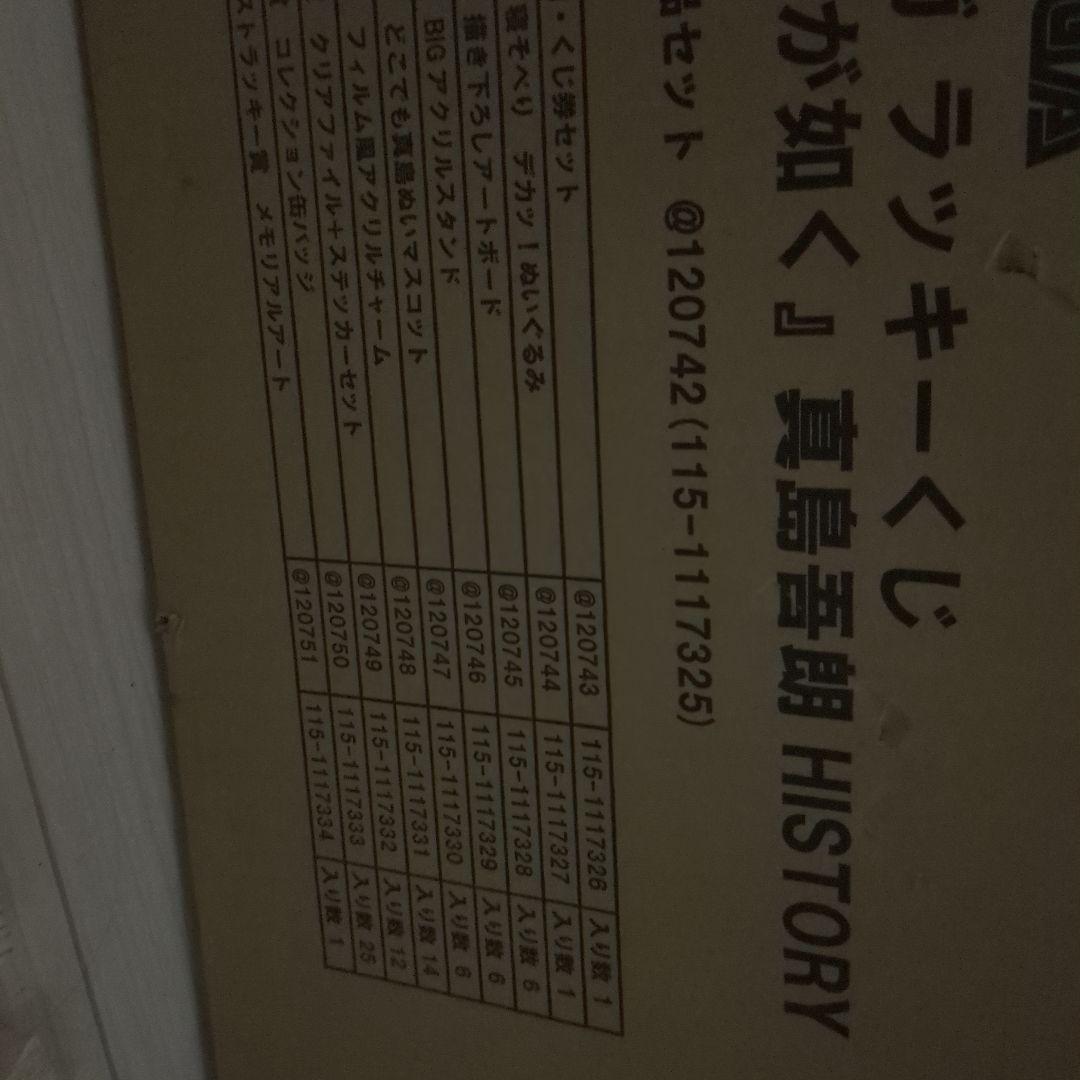 GA
ガ ラッキーくじ
が如く』真島吾朗 HISTORY
品セット @120742(115-1117325)
・くじ券セット @120743 115-1117326 入り数 1
寝そべり デカッ!ぬいぐるみ @120744 115-1117327 入り数 1
描き下ろしアートボード @120745 115-1117328 入り数 6
BIGアクリルスタンド @120746 115-1117329 入り数 6
どこでも真島ぬいマスコット @120747 115-1117330 入り数 6
フィルム風アクリルチャーム @120748 115-1117331 入り数 14
クリアファイル+ステッカーセット @120749 115-1117332 入り数 12
コレクション缶バッジ @120750 115-1117333 入り数 25
ストラッキー賞 メモリアルアート @120751 115-1117334 入り数 1